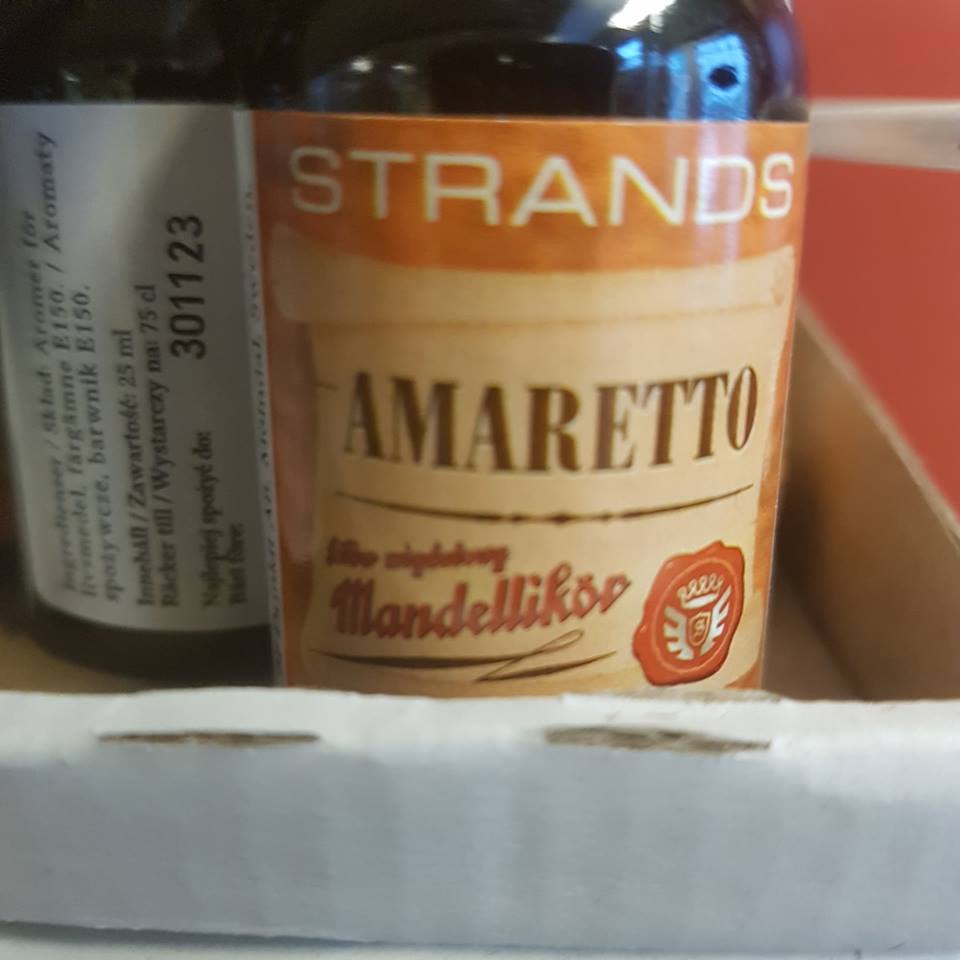 STRANDS
AMARETTO
Mandellikör
Ingredienser / Skład: Aromer för
livsmedel, färgämne E150. / Aromaty
spożywcze, barwnik E150.
Innehåll / Zawartość: 25 ml
Räcker till / Wystarczy na: 75 cl
Najlepiej spożyć do:
Bäst före
301123